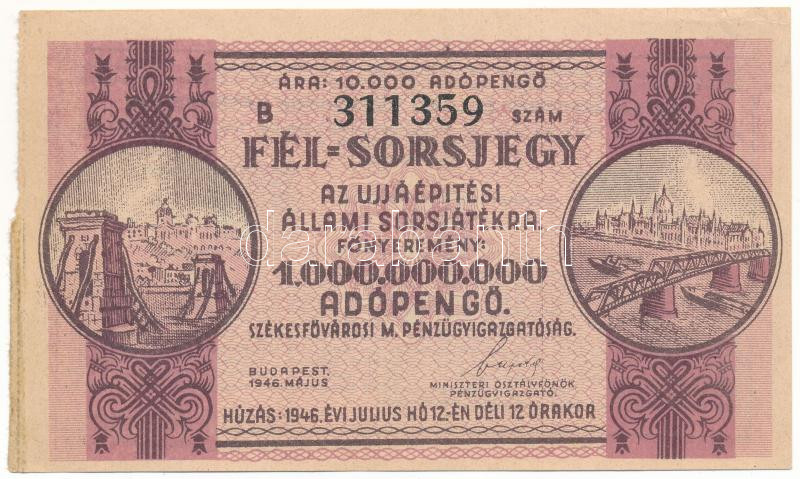 ÁRA: 10.000 ADÓPENGŐ
B 311359 SZÁM
FÉL=SORSJEGY
AZ UJJÁÉPITÉSI
ÁLLAMI SORSJÁTÉKRA.
FŐNYEREMÉNY:
1.000.000.000
ADÓPENGŐ.
SZÉKESFŐVÁROSI M. PÉNZÜGYIGAZGATÓSÁG.
BUDAPEST,
1946. MÁJUS
MINISZTERI OSZTÁLYFŐNÖK
PÉNZÜGYIGAZGATÓ.
HÚZÁS: 1946. ÉVI JULIUS HÓ 12-ÉN DÉLI 12 ÓRAKOR
darabanth